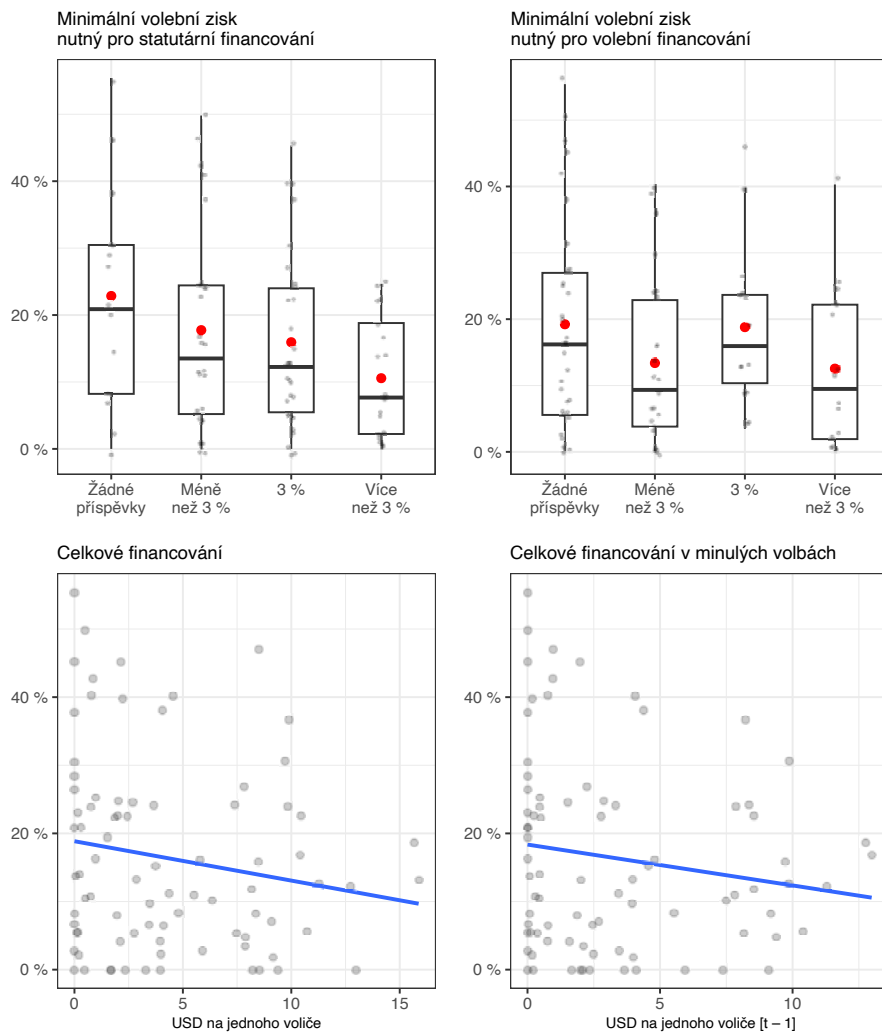 Minimální volební zisk
nutný pro statutární financování
40 %
20 %
0 %
Žádné
příspěvky
Méně
než 3 %
3 %
Více
než 3 %
Minimální volební zisk
nutný pro volební financování
40 %
20 %
0 %
Žádné
příspěvky
Méně
než 3 %
3 %
Více
než 3 %
Celkové financování
40 %
20 %
0 %
0
5
10
15
USD na jednoho voliče
Celkové financování v minulých volbách
40 %
20 %
0 %
0
5
10
USD na jednoho voliče [t − 1]